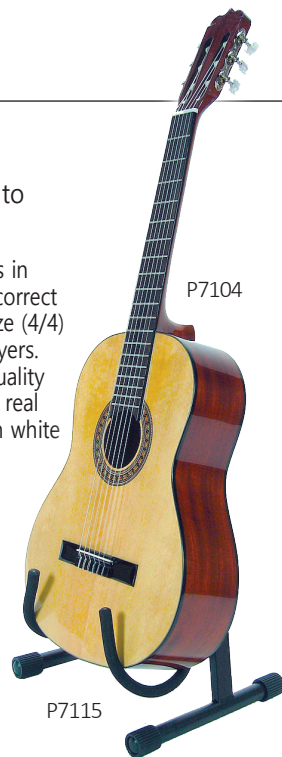 to
s in
correct
ze (4/4)
yers.
uality
real
n white
P7104
P7115